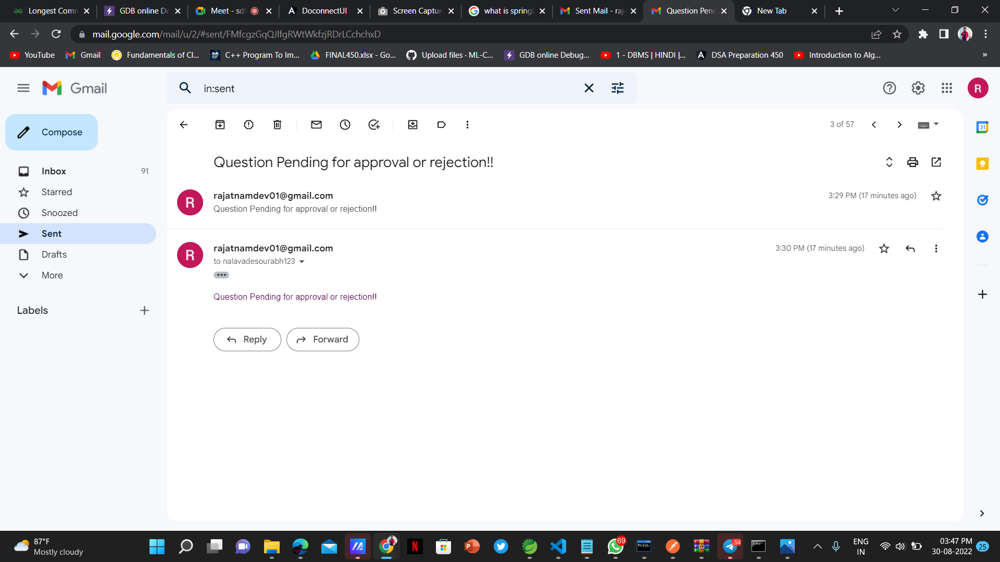 Longest Comm
GDB online De
Meet - sdf
DoconnectUI
Screen Captur
what is spring
Sent Mail - raj
Question Pend
New Tab
mail.google.com/mail/u/2/#sent/FMfcgzGqQJlfgRWtWkfzjRDrLCchchxD
YouTube
Gmail
Fundamentals of Cl...
C++ Program To Im...
FINAL450.xlsx - Go...
Upload files · ML-C...
GDB online Debug...
1 - DBMS | HINDI |...
DSA Preparation 450
Introduction to Alg...
»
Gmail
in:sent
R
Compose
3 of 57
31
Inbox 91
Starred
Snoozed
Sent
Drafts
More
Labels
Question Pending for approval or rejection!!
R
rajatnamdev01@gmail.com
3:29 PM (17 minutes ago)
Question Pending for approval or rejection!!
R
rajatnamdev01@gmail.com
3:30 PM (17 minutes ago)
to nalavadesourabh123
Question Pending for approval or rejection!!
Reply
Forward
87°F
Mostly cloudy
69
MySQL
..54
ENG
IN
03:47 PM
30-08-2022
25